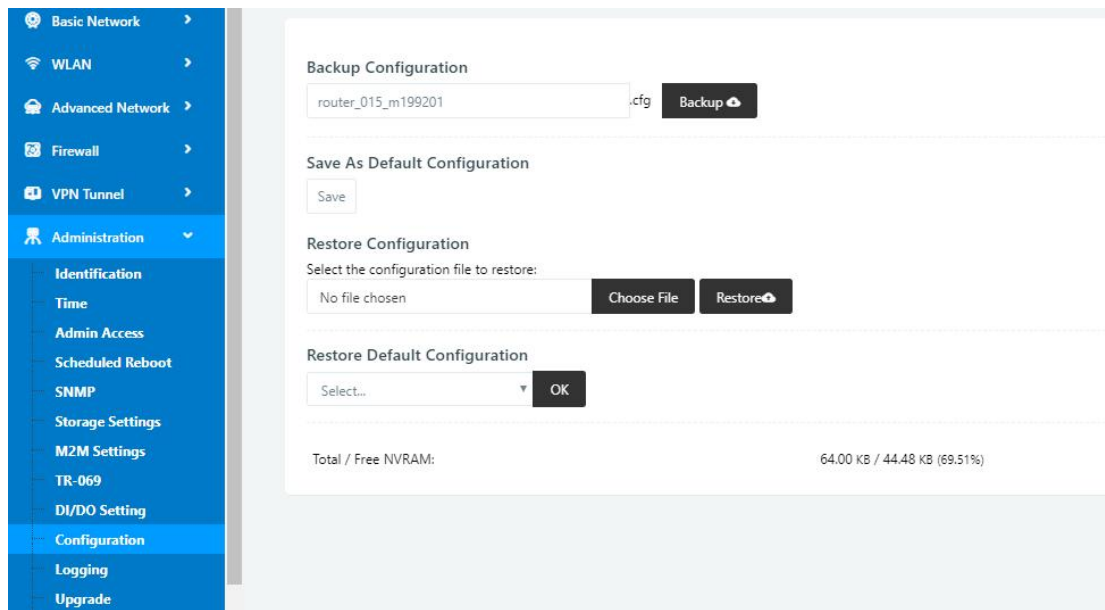 Basic Network
WLAN
Advanced Network
Firewall
VPN Tunnel
Administration
Identification
Time
Admin Access
Scheduled Reboot
SNMP
Storage Settings
M2M Settings
TR-069
DI/DO Setting
Configuration
Logging
Upgrade
Backup Configuration
router_015_m199201 .cfg Backup
Save As Default Configuration
Save
Restore Configuration
Select the configuration file to restore:
No file chosen Choose File Restore
Restore Default Configuration
Select... OK
Total / Free NVRAM: 64.00 KB / 44.48 KB (69.51%)